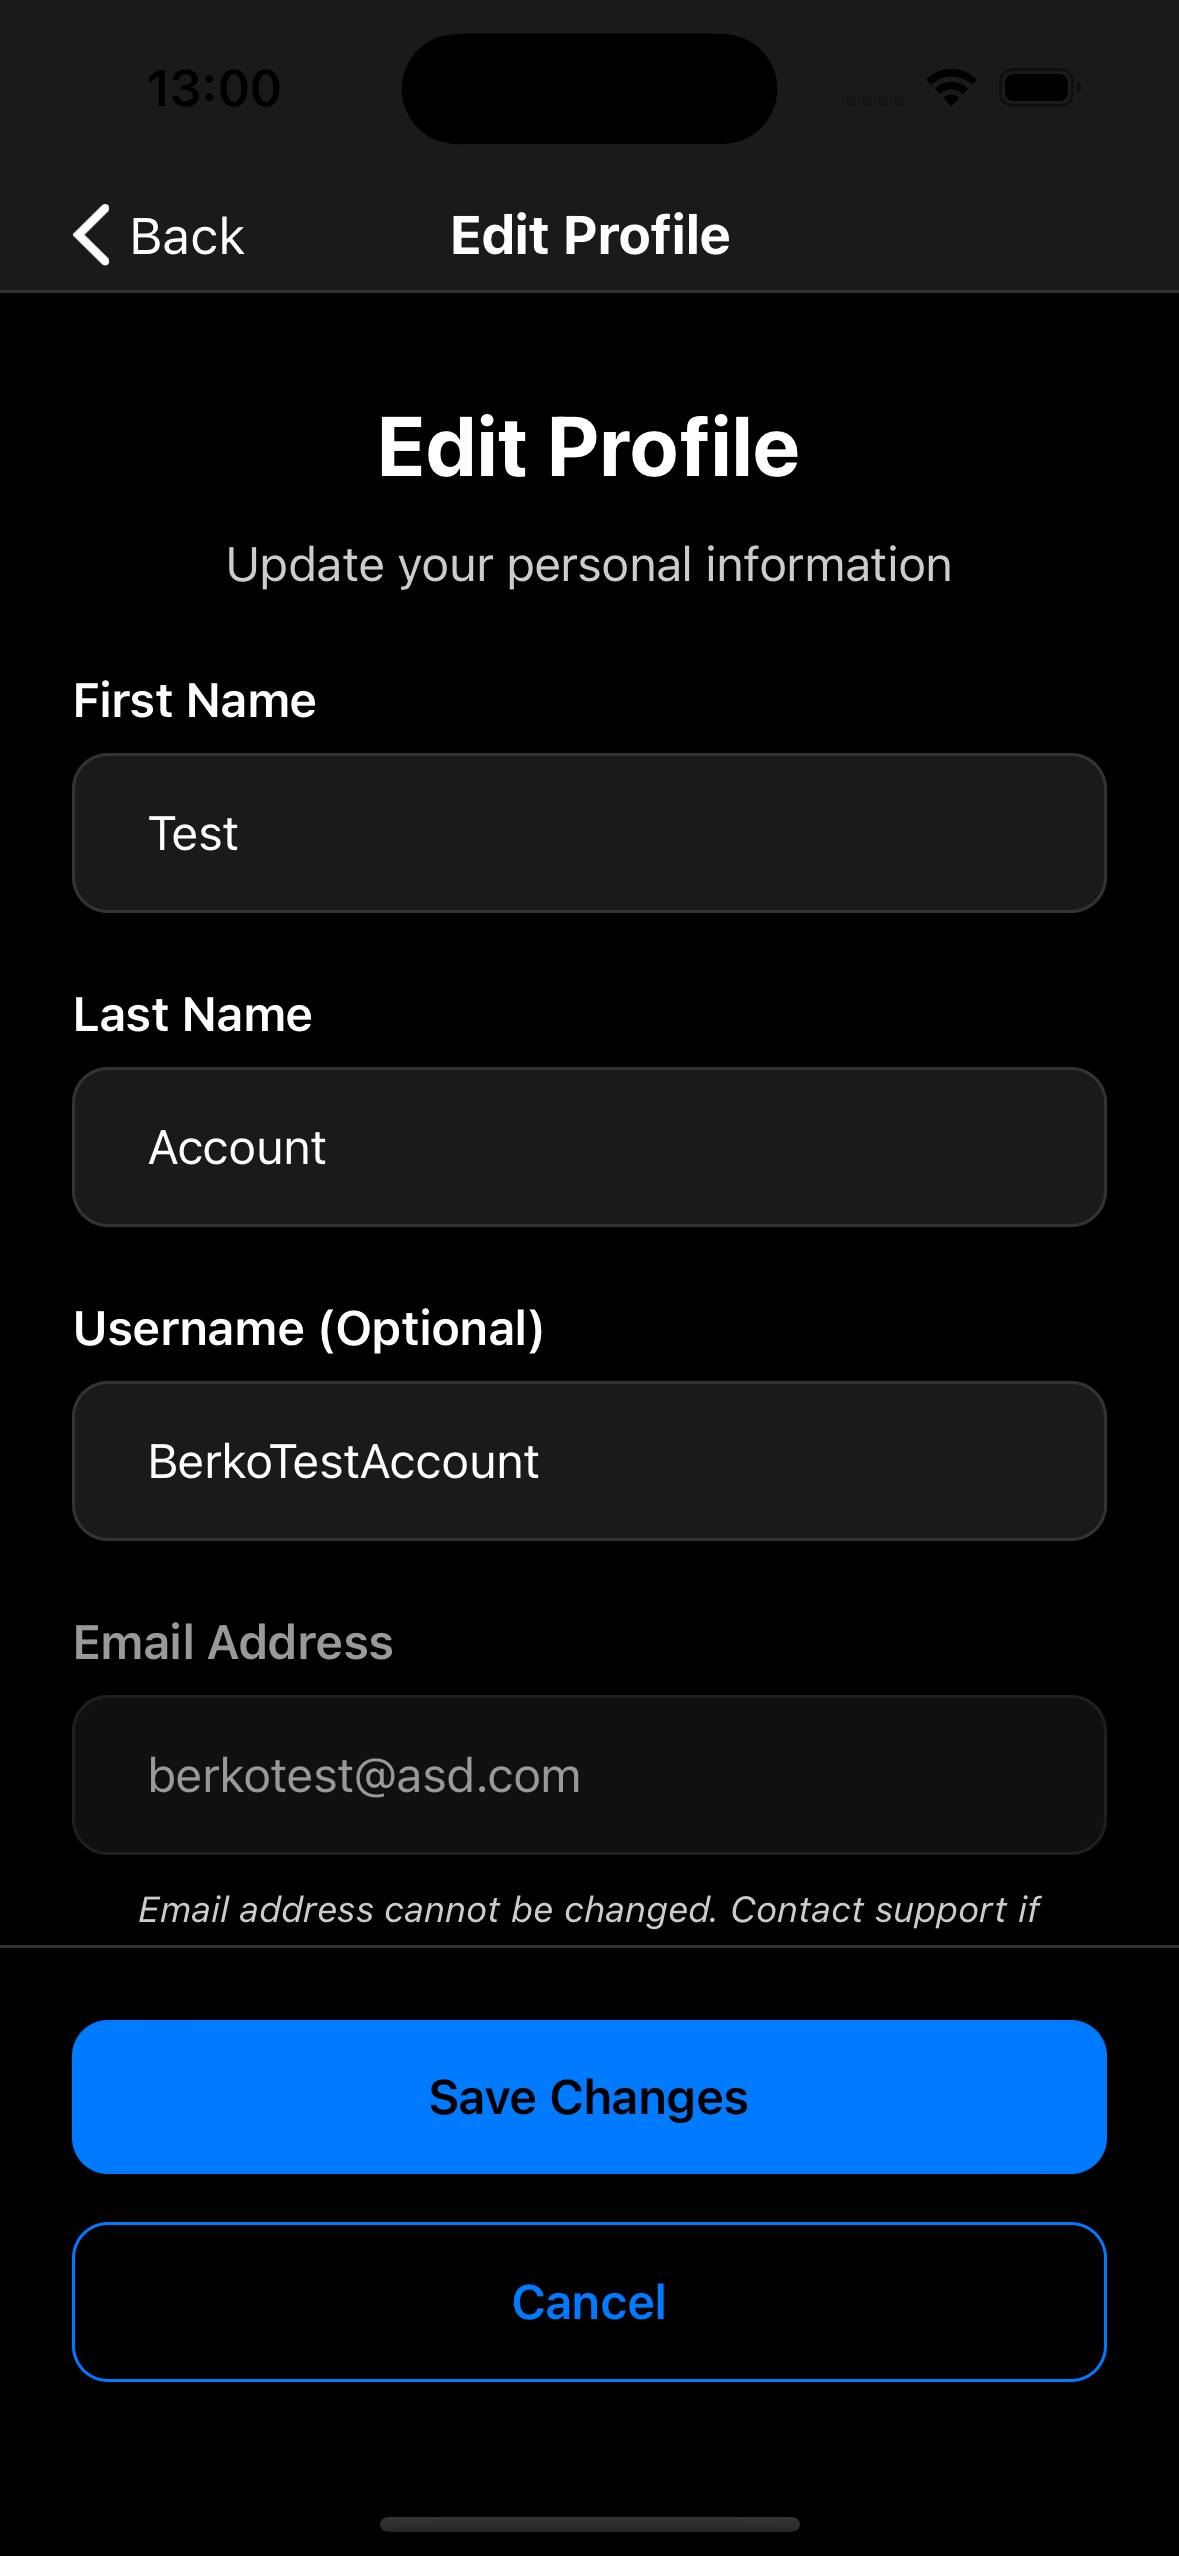 13:00
Back
Edit Profile
Edit Profile
Update your personal information
First Name
Test
Last Name
Account
Username (Optional)
BerkoTestAccount
Email Address
berkotest@asd.com
Email address cannot be changed. Contact support if
Save Changes
Cancel